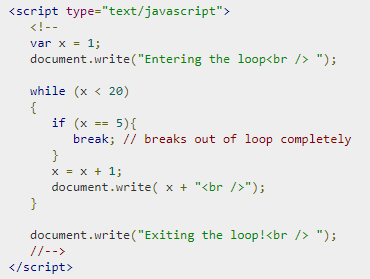 <script type="text/javascript">
<!--
var x = 1;
document.write("Entering the loop<br /> ");
while (x < 20)
{
if (x == 5){
break; // breaks out of loop completely
}
x = x + 1;
document.write( x + "<br />");
}
document.write("Exiting the loop!<br /> ");
//-->
</script>